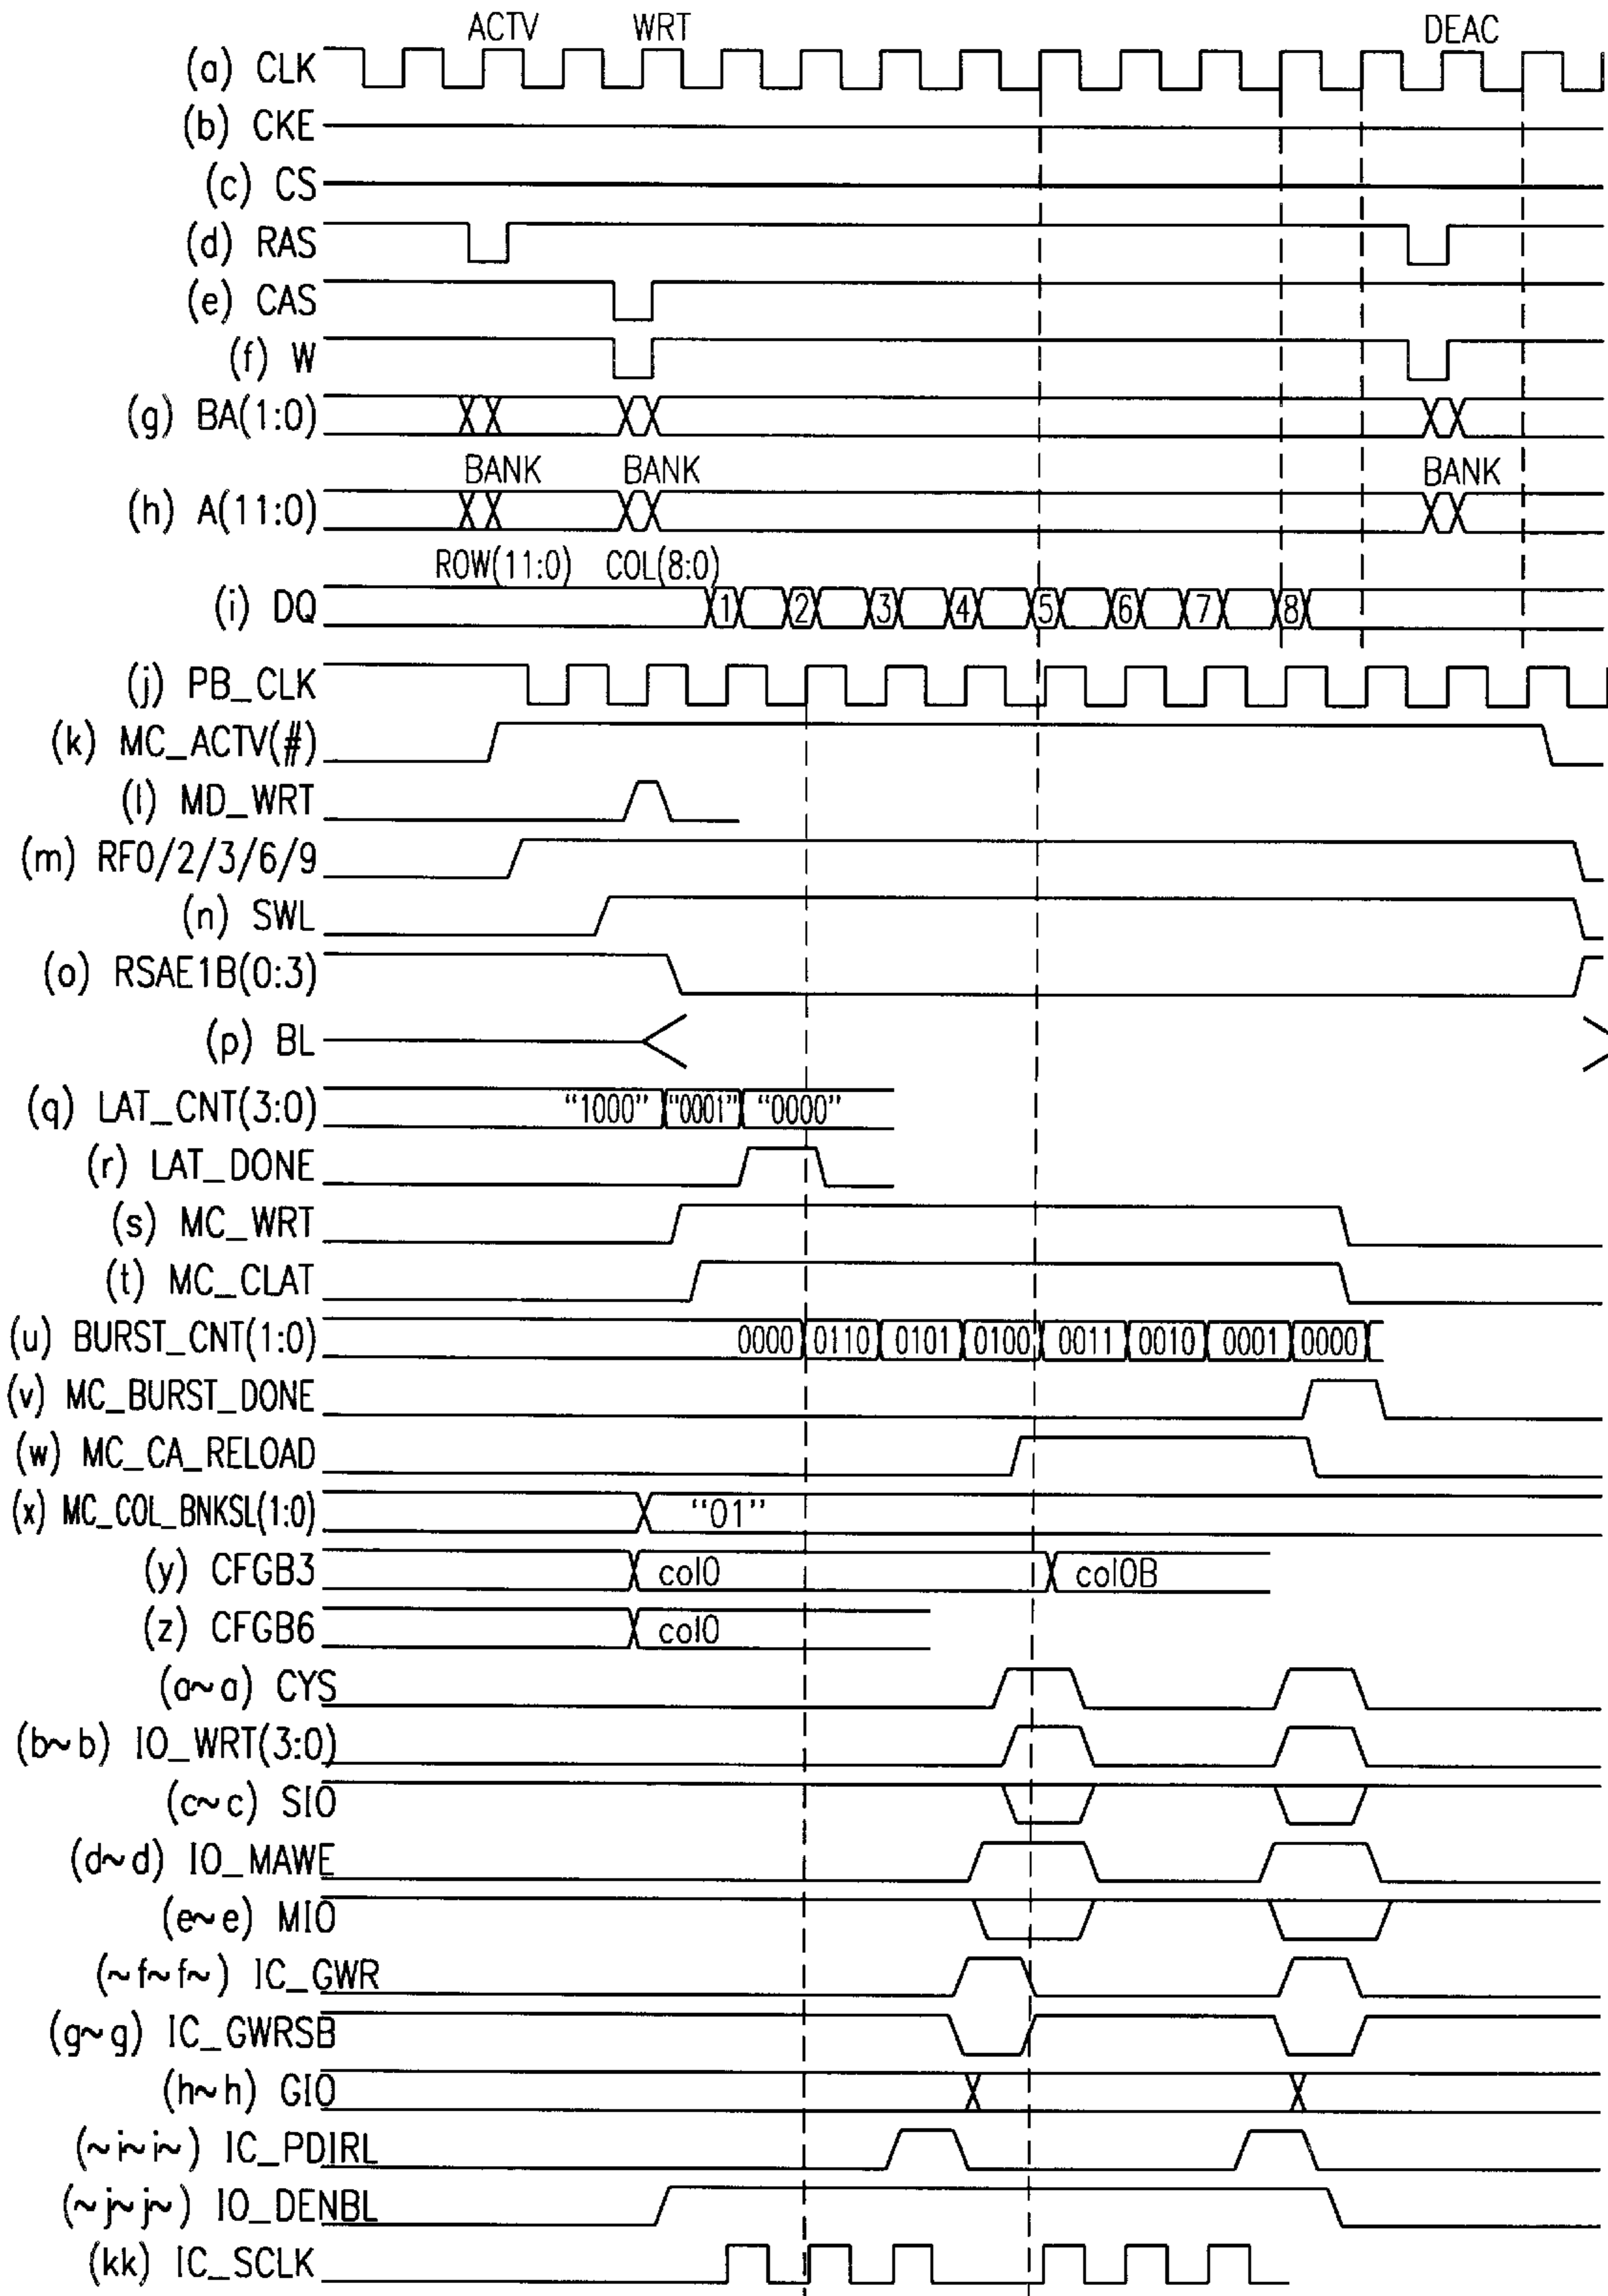 ACTV WRT DEAC
(a) CLK
(b) CKE
(c) CS
(d) RAS
(e) CAS
(f) W
(g) BA(1:0)
BANK BANK BANK
(h) A(11:0)
ROW(11:0) COL(8:0)
(i) DQ 1 2 3 4 5 6 7 8
(j) PB_CLK
(k) MC_ACTV(#)
(l) MD_WRT
(m) RF0/2/3/6/9
(n) SWL
(o) RSAE1B(0:3)
(p) BL
(q) LAT_CNT(3:0) "1000" "0001" "0000"
(r) LAT_DONE
(s) MC_WRT
(t) MC_CLAT
(u) BURST_CNT(1:0) 0000 0110 0101 0100 0011 0010 0001 0000
(v) MC_BURST_DONE
(w) MC_CA_RELOAD
(x) MC_COL_BNKSL(1:0) "01"
(y) CFGB3 col0 col0B
(z) CFGB6 col0
(a~a) CYS
(b~b) IO_WRT(3:0)
(c~c) SIO
(d~d) IO_MAWE
(e~e) MIO
(~f~f~) IC_GWR
(g~g) IC_GWRSB
(h~h) GIO
(~i~i~) IC_PDIRL
(~j~j~) IO_DENBL
(kk) IC_SCLK